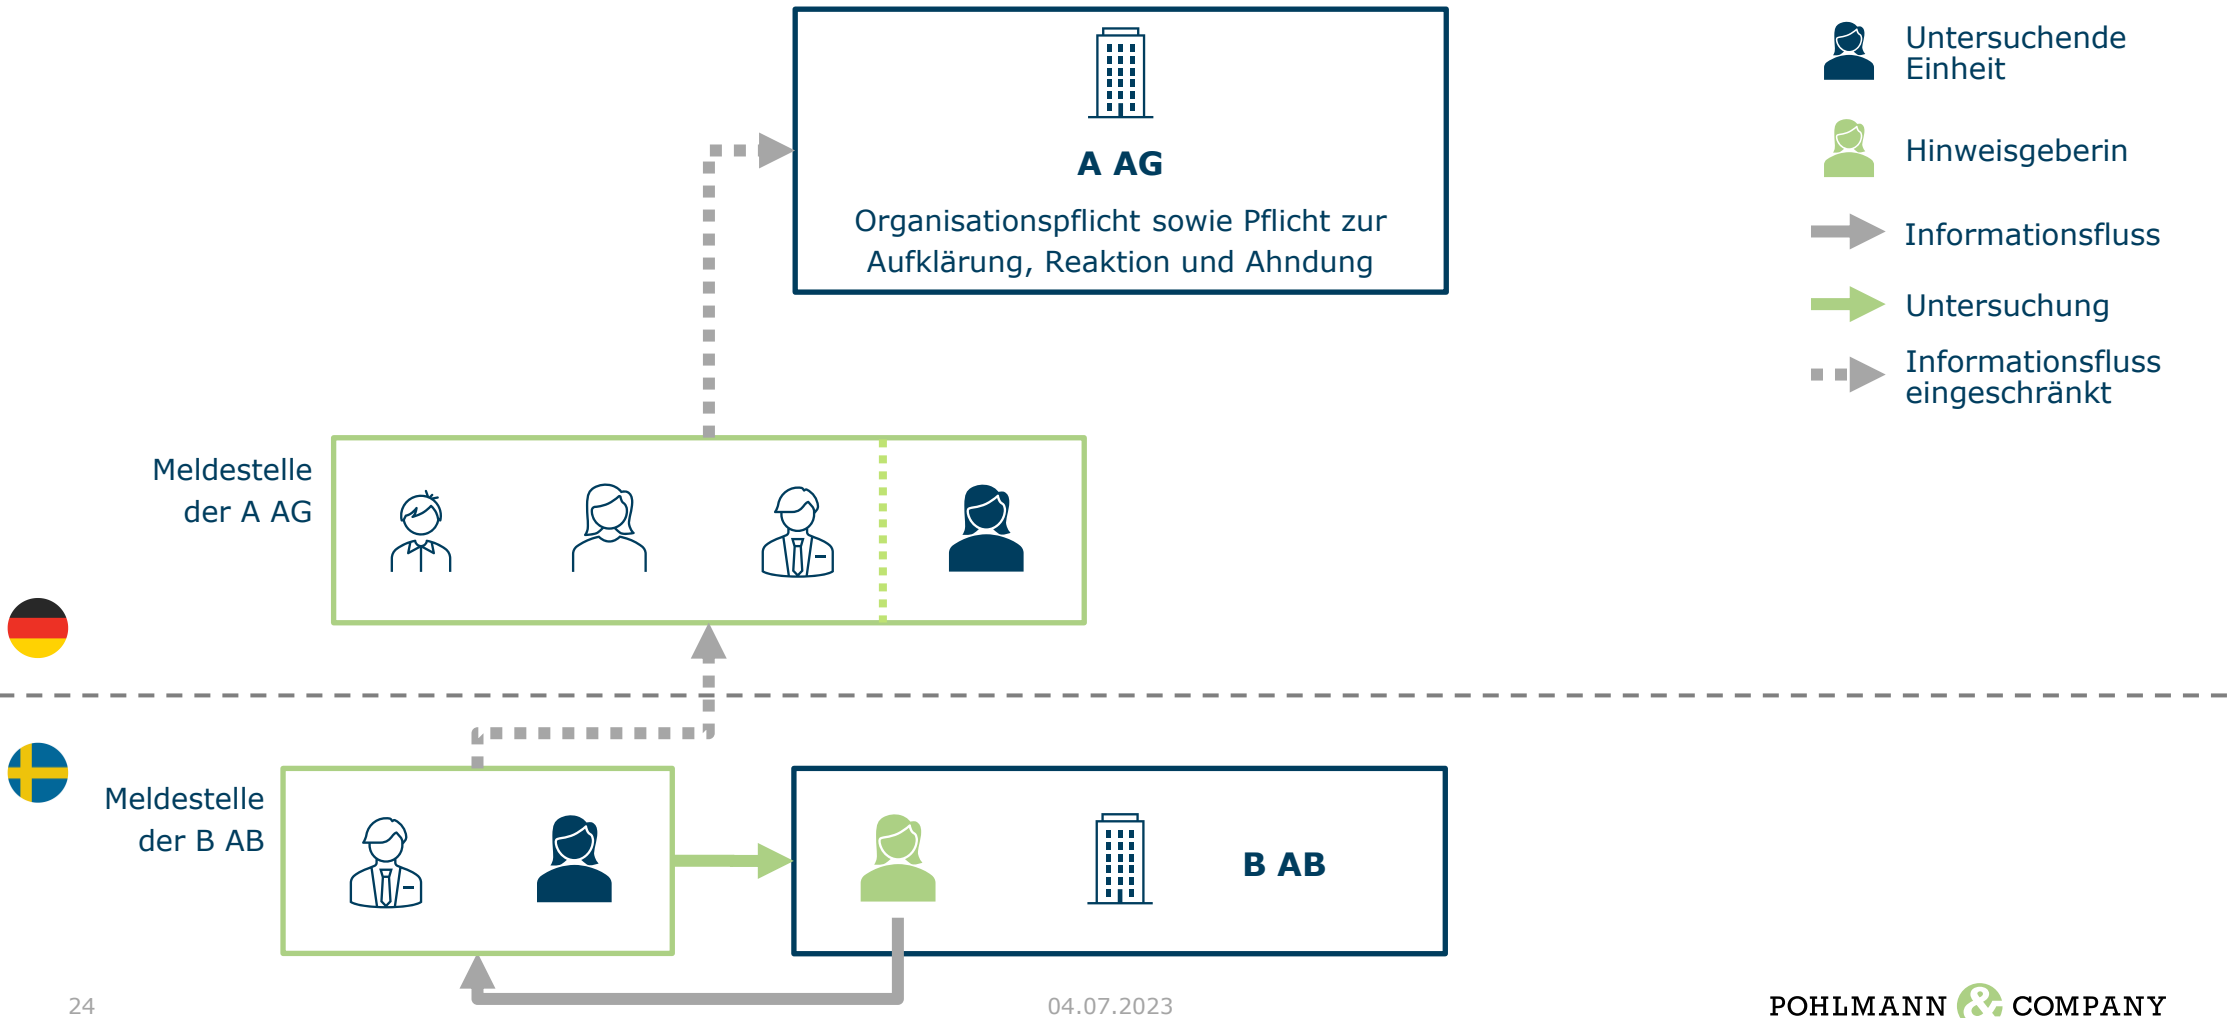 A AG
Organisationspflicht sowie Pflicht zur
Aufklärung, Reaktion und Ahndung
Untersuchende
Einheit
Hinweisgeberin
Informationsfluss
Untersuchung
Informationsfluss
eingeschränkt
Meldestelle
der A AG
Meldestelle
der B AB
B AB
24
04.07.2023
POHLMANN & COMPANY